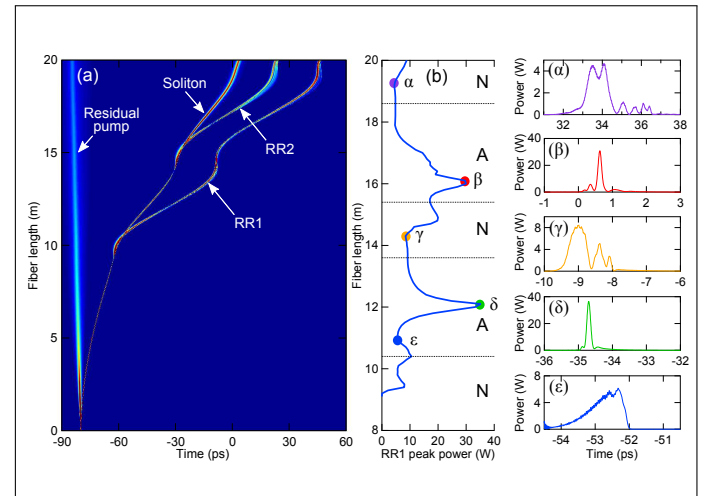 (a)
Soliton
Residual
pump
RR2
RR1
20
15
10
5
0
Fiber length (m)
-90
-60
-30
0
30
60
Time (ps)
(b)
20
18
16
14
12
10
8
Fiber length (m)
α
N
A
β
N
γ
δ
A
ε
N
0
10
20
30
40
RR1 peak power (W)
(α)
Power (W)
4
2
0
32
34
36
38
(β)
Power (W)
40
20
0
-1
0
1
2
3
(γ)
Power (W)
8
4
0
-10
-9
-8
-7
-6
(δ)
Power (W)
40
20
0
-36
-35
-34
-33
-32
(ε)
Power (W)
8
4
0
-54
-53
-52
-51
Time (ps)